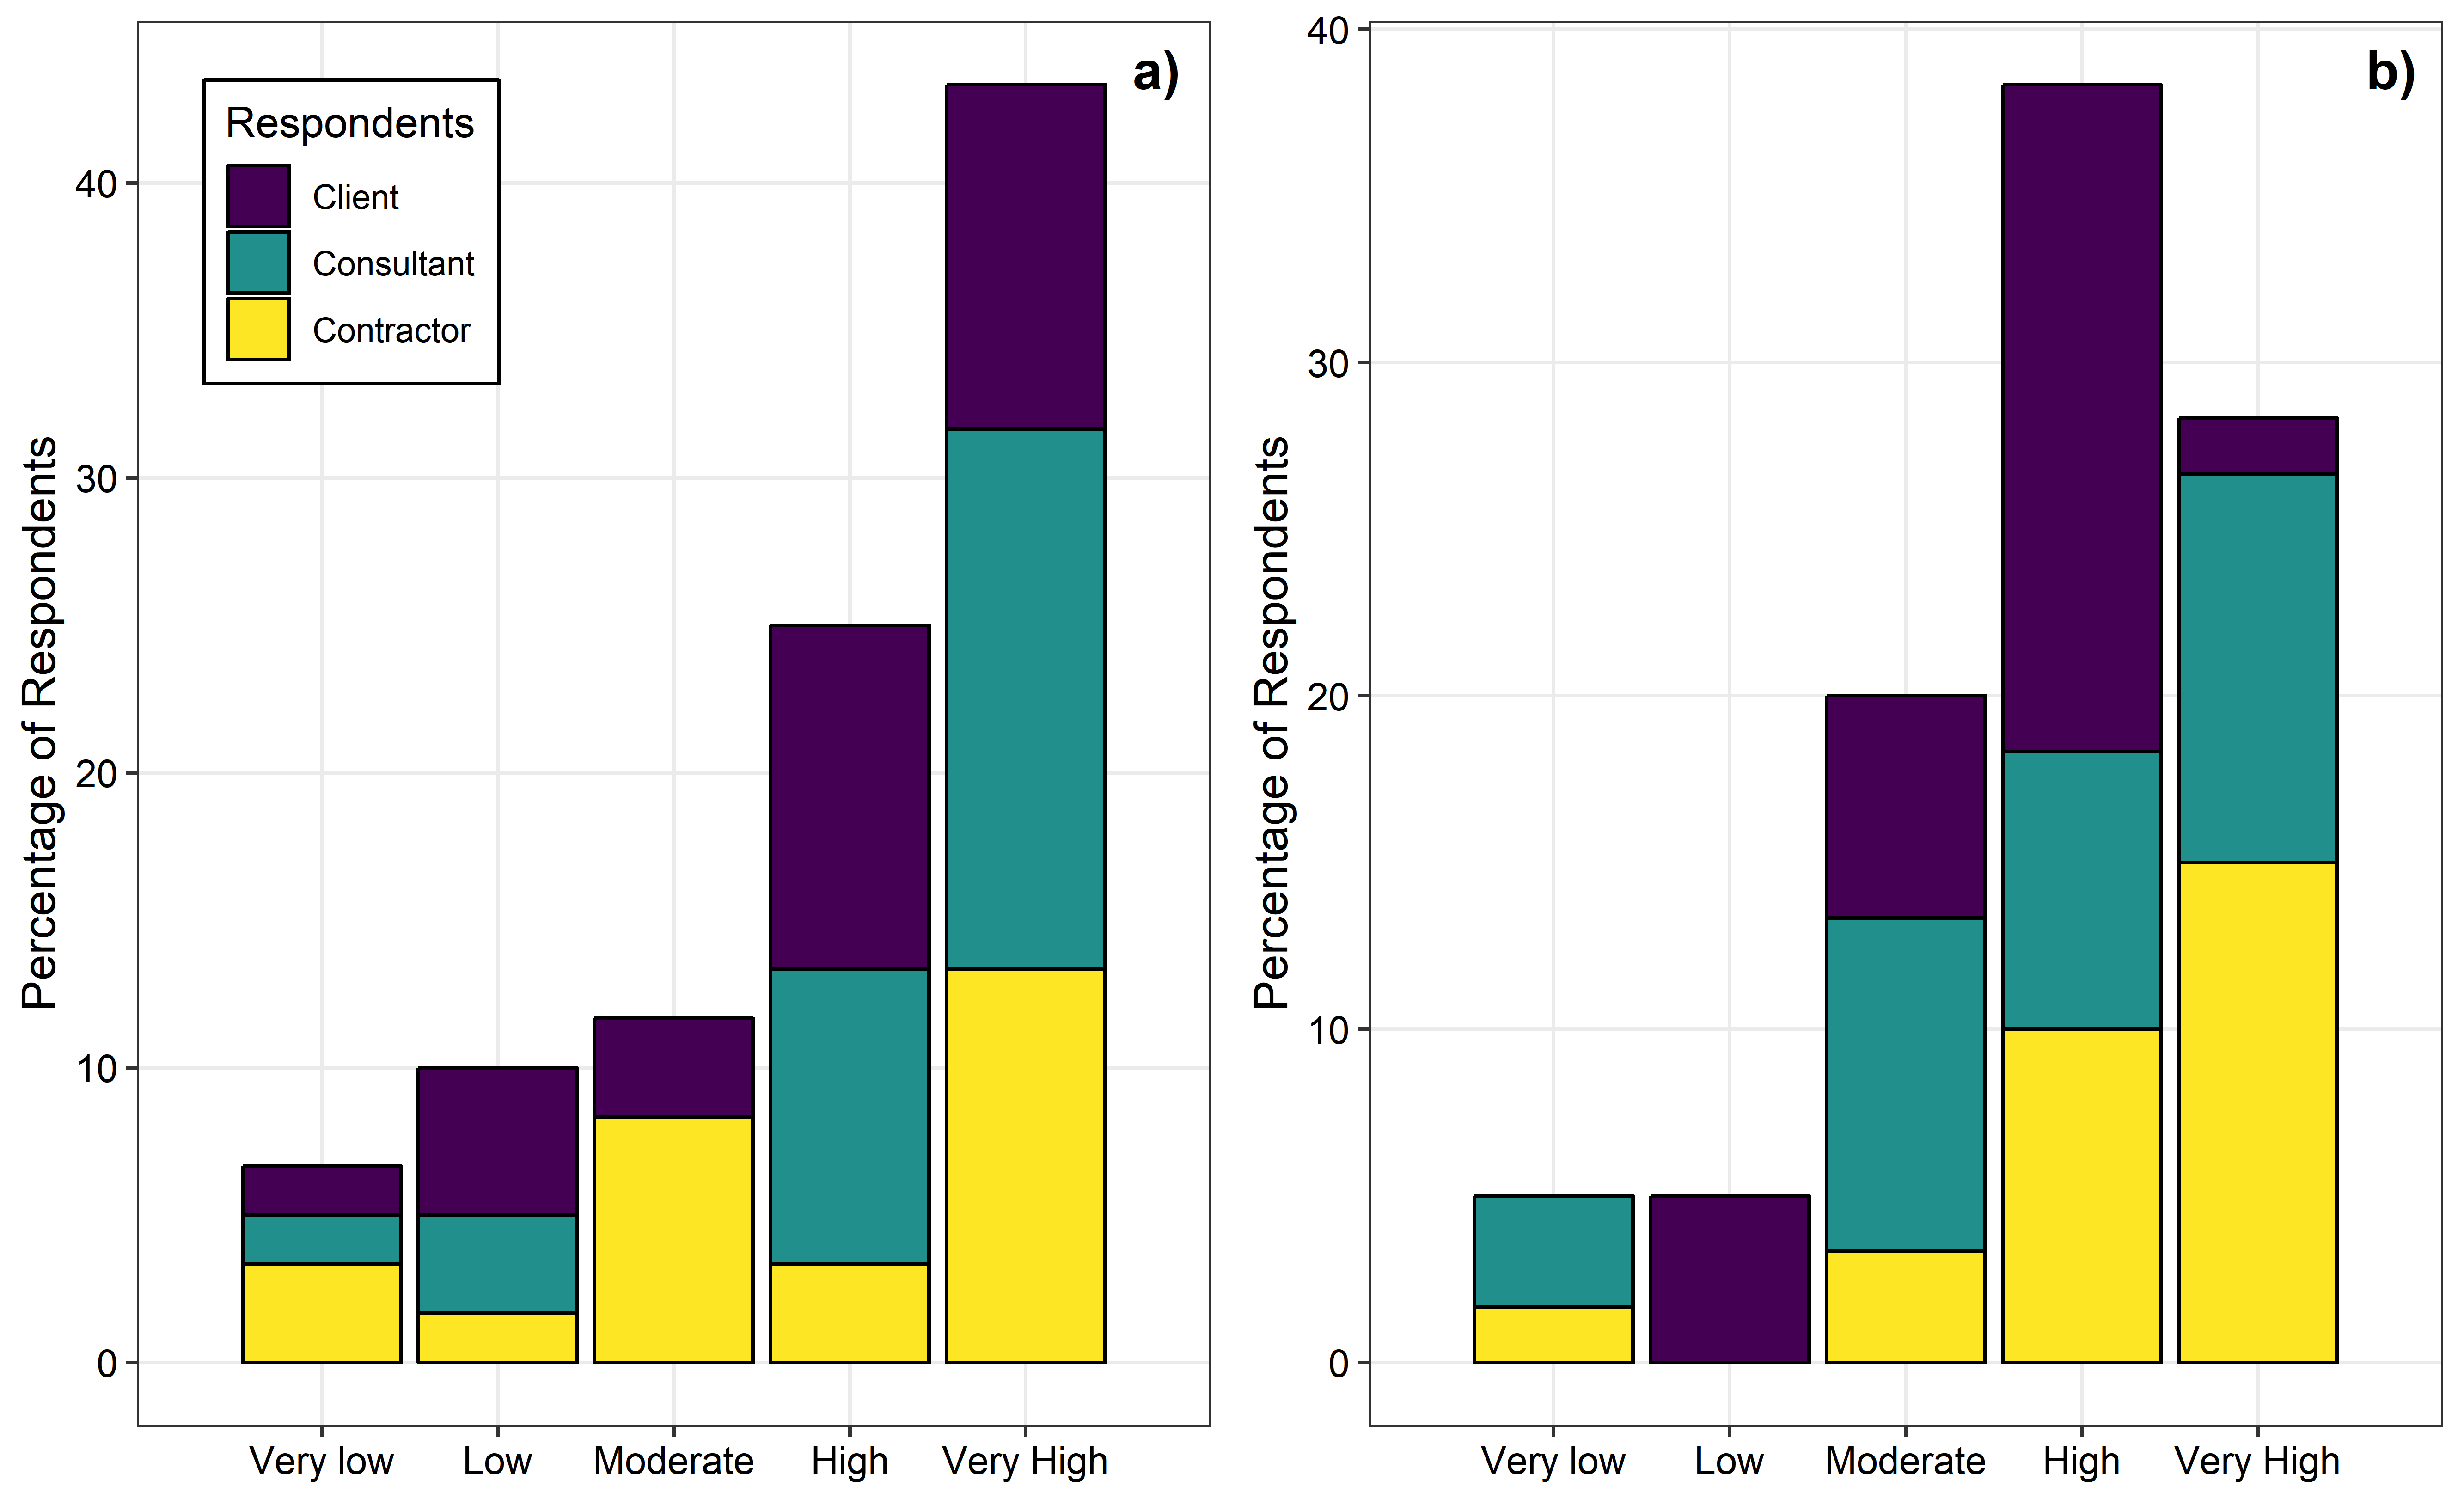 a)
Respondents
Client
Consultant
Contractor
Percentage of Respondents
40
30
20
10
0
Very low Low Moderate High Very High
b)
Percentage of Respondents
40
30
20
10
0
Very low Low Moderate High Very High